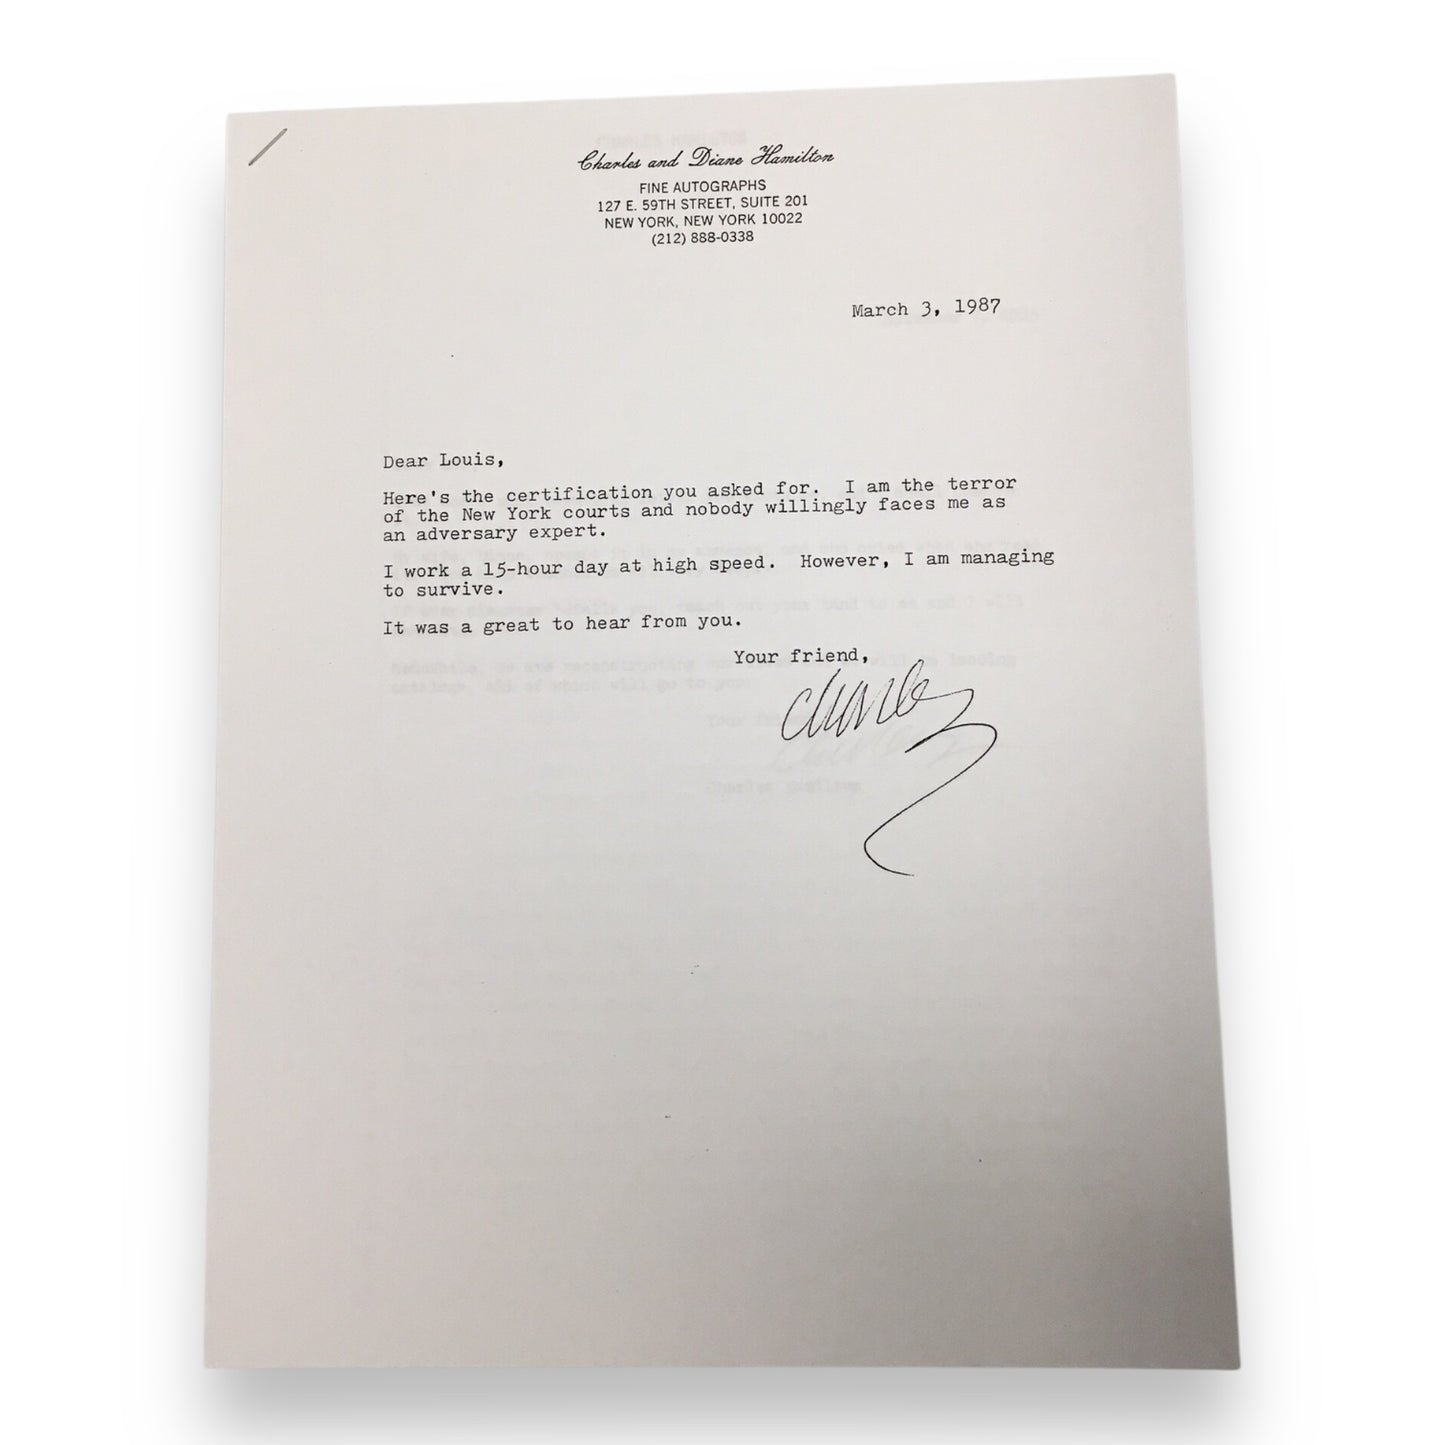 Charles and Diane Hamilton
FINE AUTOGRAPHS
127 E. 59TH STREET, SUITE 201
NEW YORK, NEW YORK 10022
(212) 888-0338
March 3, 1987
Dear Louis,
Here's the certification you asked for. I am the terror
of the New York courts and nobody willingly faces me as
an adversary expert.
I work a 15-hour day at high speed. However, I am managing
to survive.
It was a great to hear from you.
Your friend,
Charles